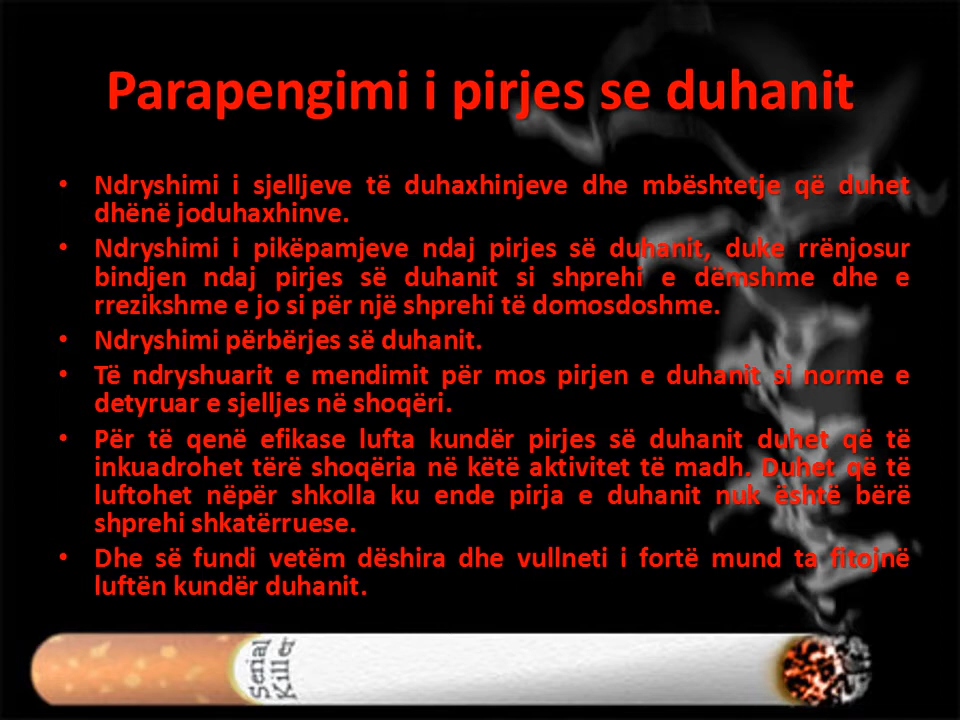 Parapengimi i pirjes se duhanit
• Ndryshimi i sjelljeve të duhaxhinjeve dhe mbështetje që duhet
dhënë joduhaxhinve.
• Ndryshimi i pikëpamjeve ndaj pirjes së duhanit, duke rrënjosur
bindjen ndaj pirjes së duhanit si shprehi e dëmshme dhe e
rrezikshme e jo si për një shprehi të domosdoshme.
• Ndryshimi përbërjes së duhanit.
• Të ndryshuarit e mendimit për mos pirjen e duhanit si norme e
detyruar e sjelljes në shoqëri.
• Për të qenë efikase lufta kundër pirjes së duhanit duhet që të
inkuadrohet tërë shoqëria në këtë aktivitet të madh. Duhet që të
luftohet nëpër shkolla ku ende pirja e duhanit nuk është bërë
shprehi shkatërruese.
• Dhe së fundi vetëm dëshira dhe vullneti i fortë mund ta fitojnë
luftën kundër duhanit.
Serial
Killer